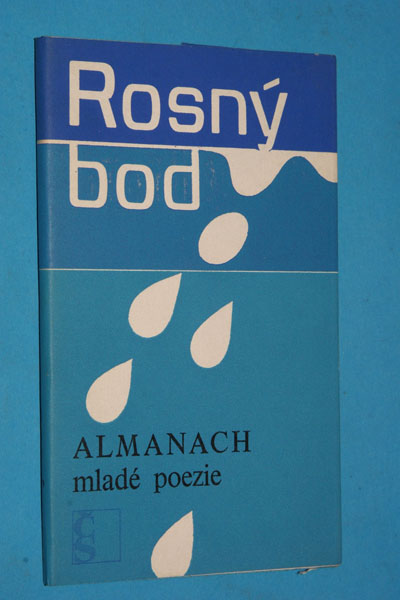 Rosný
bod
ALMANACH
mladé poezie
ČS